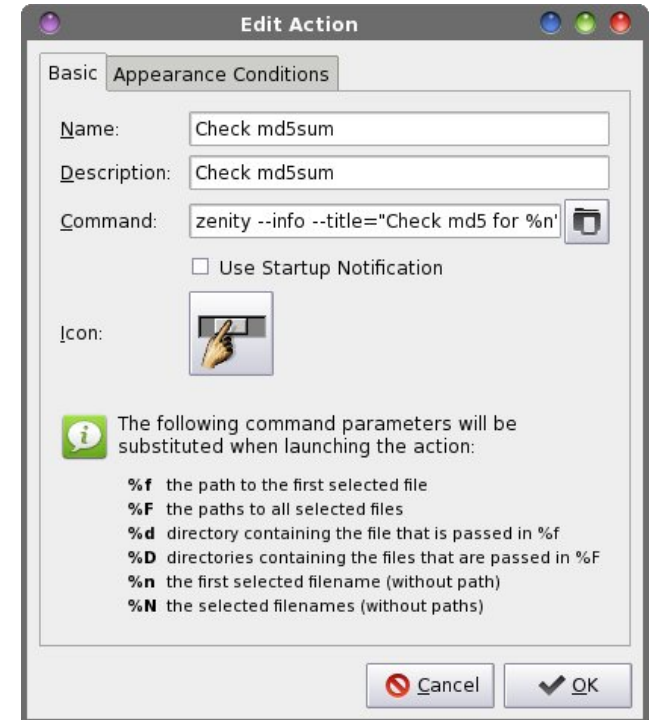 Edit Action
Basic Appearance Conditions
Name: Check md5sum
Description: Check md5sum
Command: zenity --info --title="Check md5 for %n"
Use Startup Notification
Icon:
The following command parameters will be
substituted when launching the action:
%f the path to the first selected file
%F the paths to all selected files
%d directory containing the file that is passed in %f
%D directories containing the files that are passed in %F
%n the first selected filename (without path)
%N the selected filenames (without paths)
Cancel OK